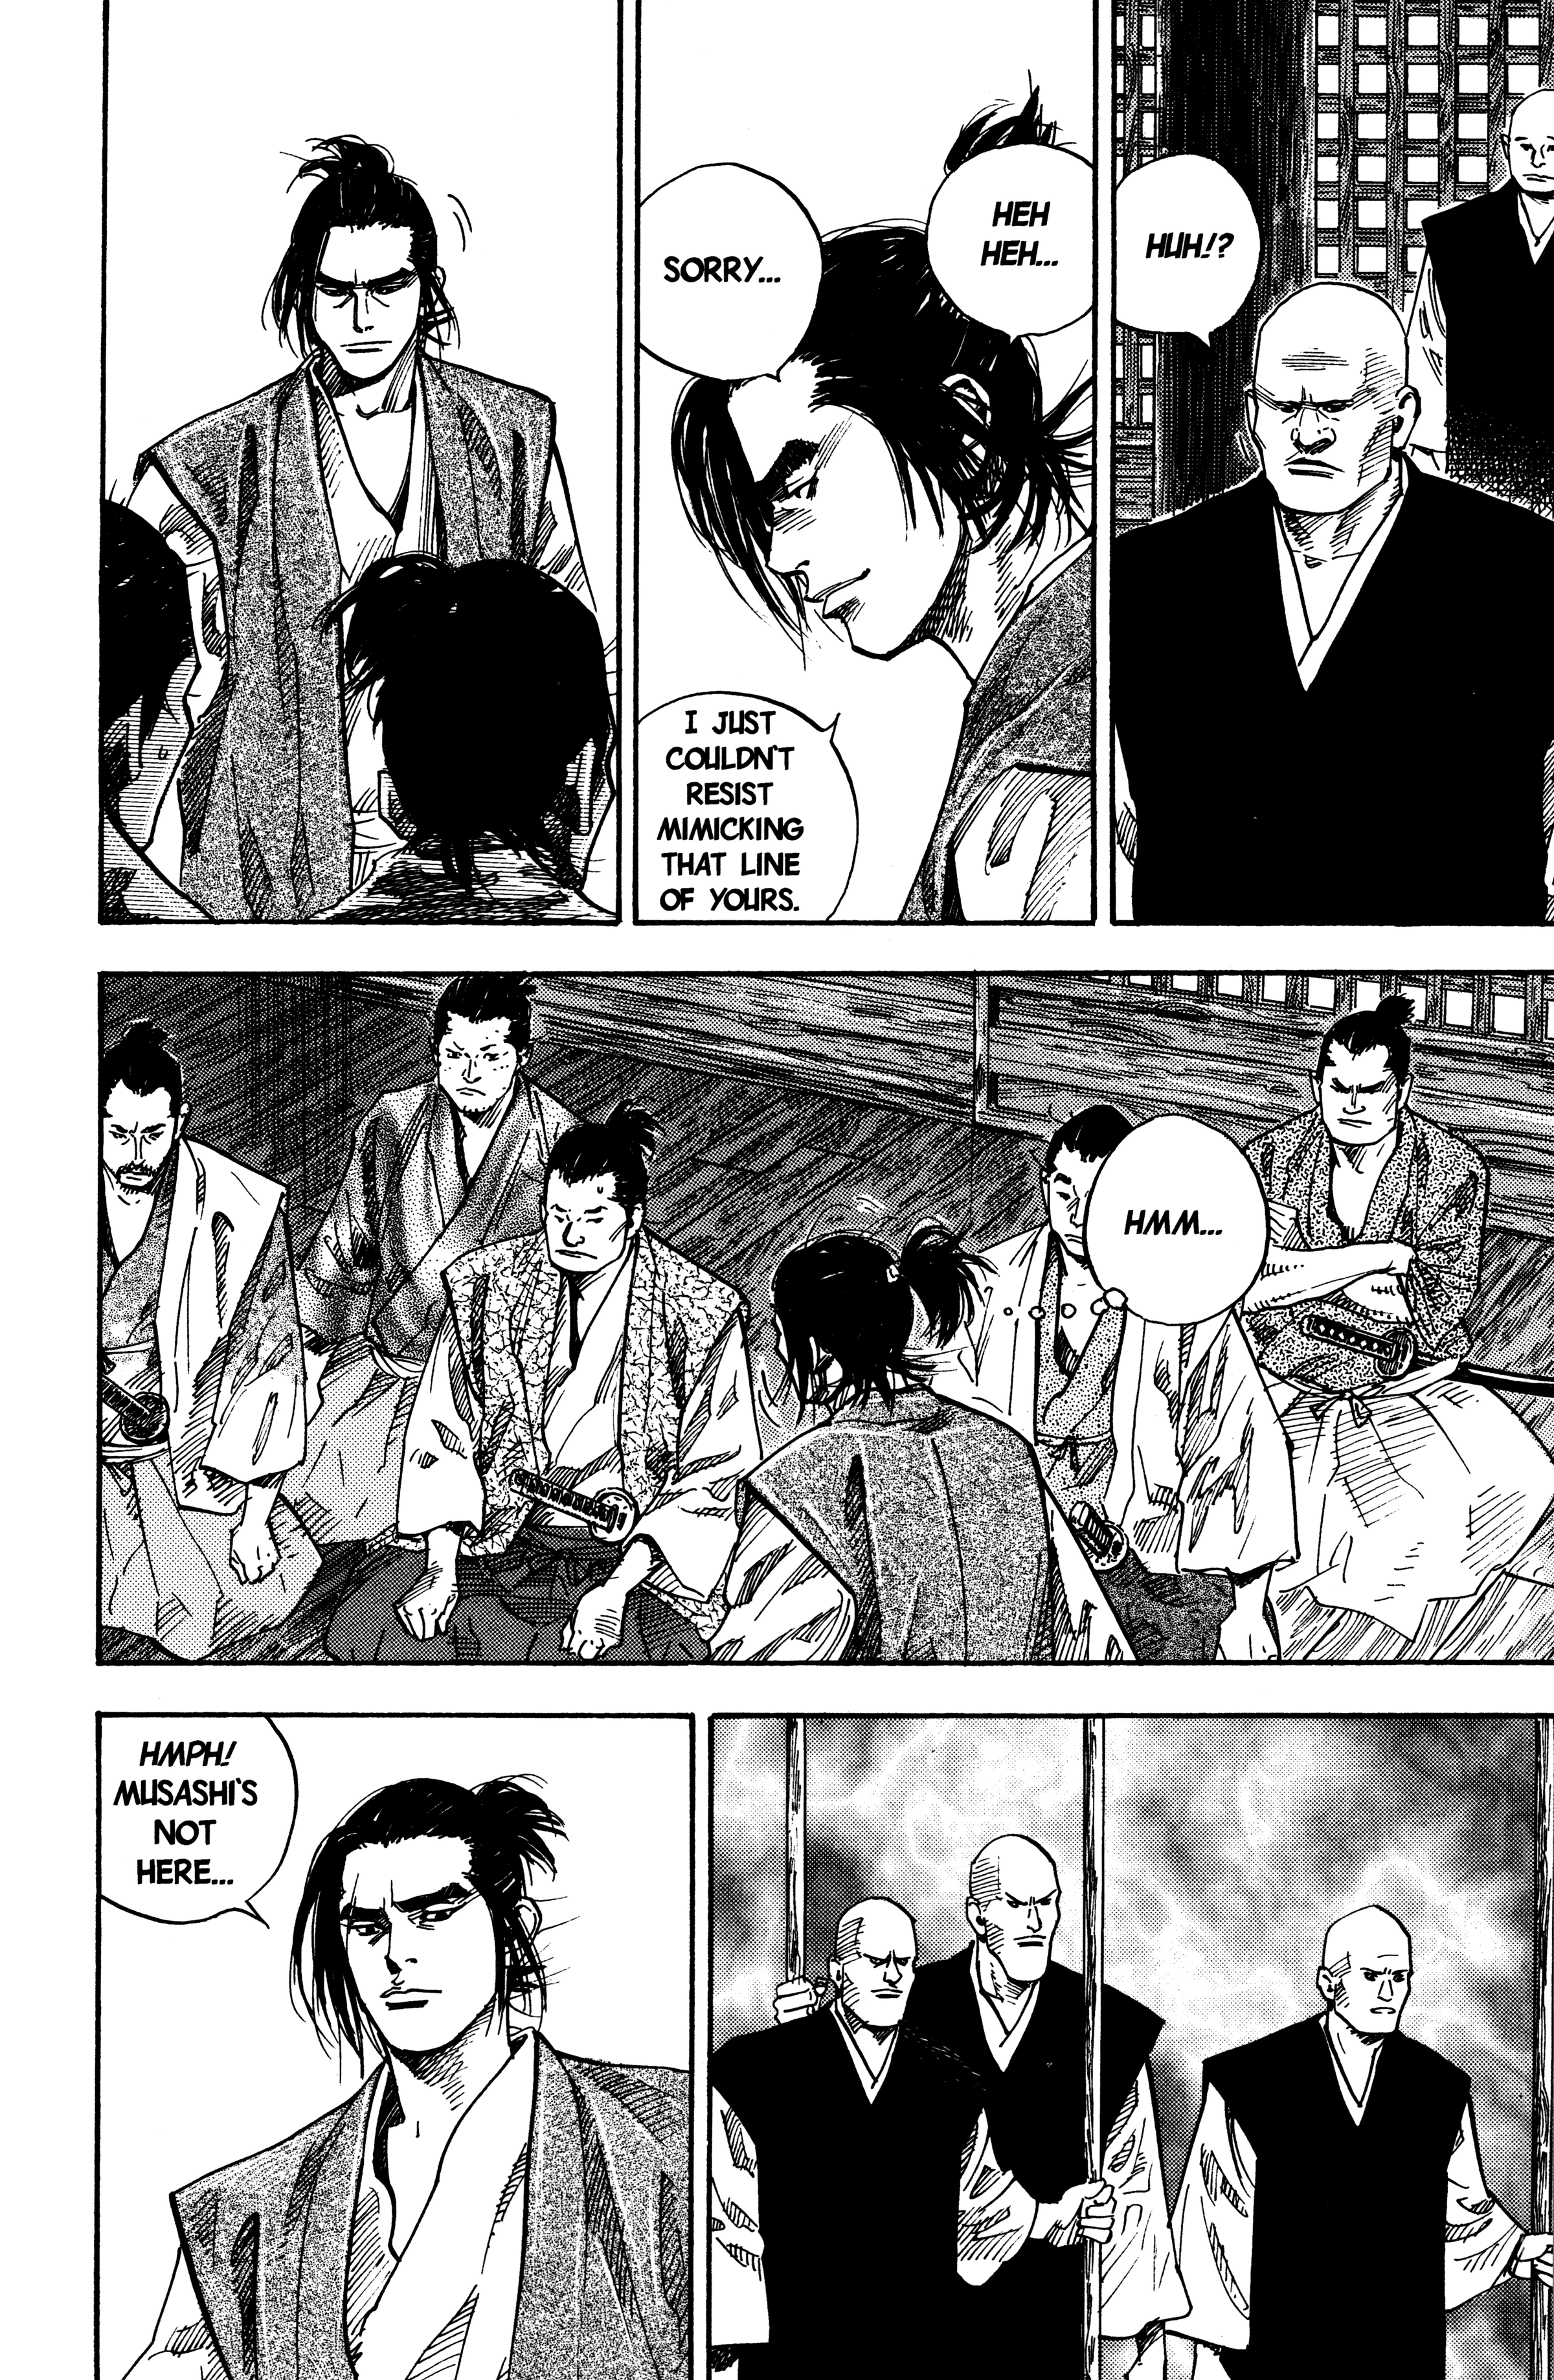 HUH!?
HEH
HEH...
SORRY...
I JUST
COULDN'T
RESIST
MIMICKING
THAT LINE
OF YOURS.
HMM...
HMPH!
MUSASHI'S
NOT
HERE...